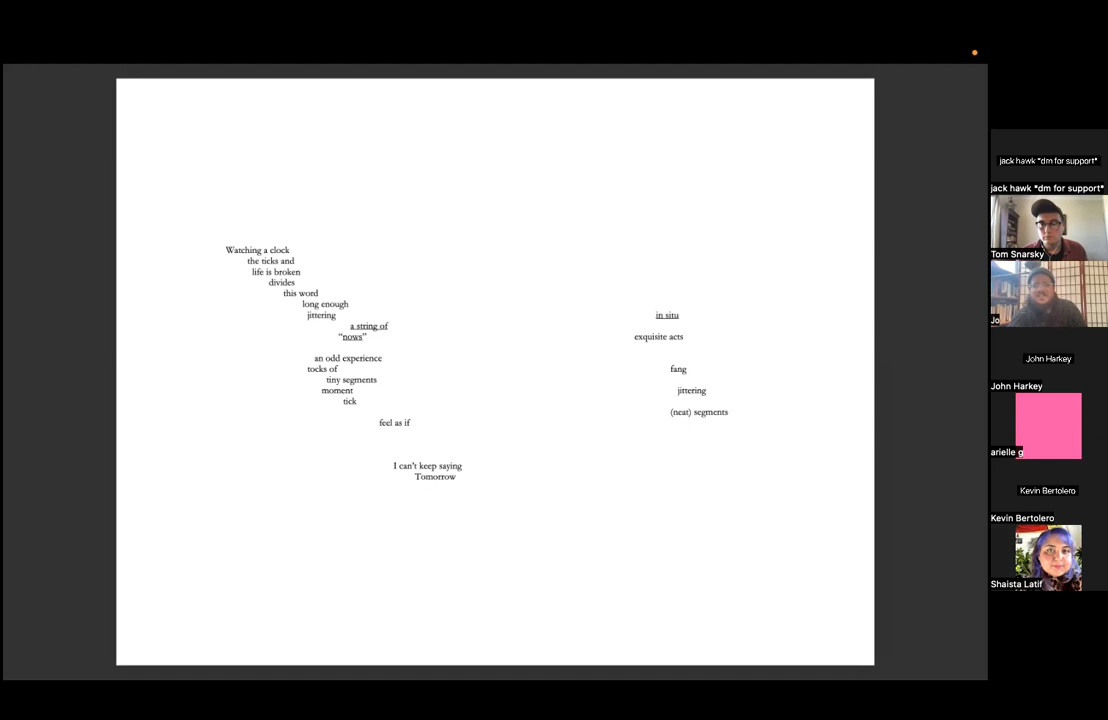 Watching a clock
the ticks and
life is broken
divides
this word
long enough
jittering
a string of
“nows”
an odd experience
tocks of
tiny segments
moment
tick
feel as if
I can't keep saying
Tomorrow
in situ
exquisite acts
fang
jittering
(neat) segments
jack hawk *dm for support*
jack hawk *dm for support*
Tom Snarsky
Jo
John Harkey
John Harkey
arielle g
Kevin Bertolero
Kevin Bertolero
Shaista Latif